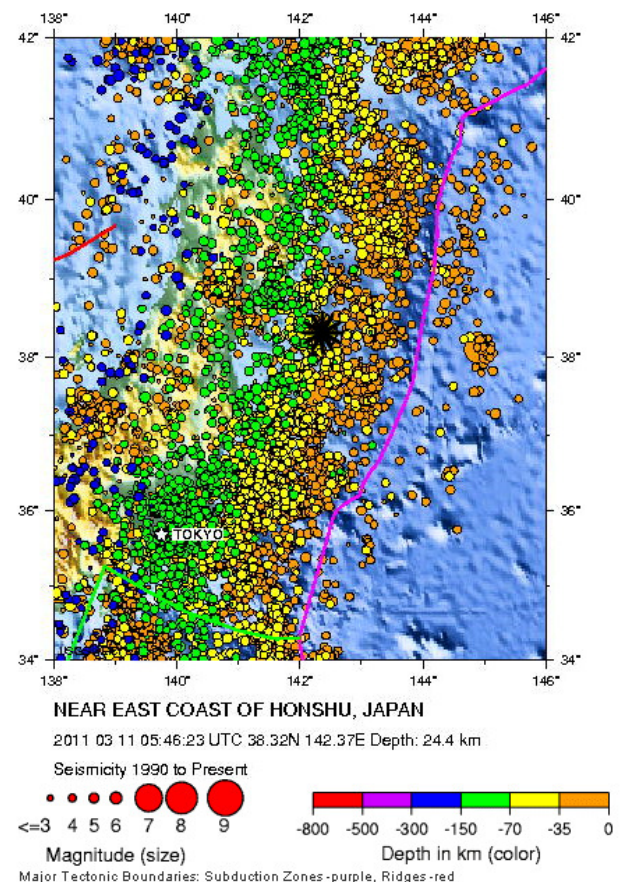 138° 140° 142° 144° 146°
42° 42°
40° 40°
38° 38°
36° 36°
TOKYO
34° 34°
138° 140° 142° 144° 146°
NEAR EAST COAST OF HONSHU, JAPAN
2011 03 11 05:46:23 UTC 38.32N 142.37E Depth: 24.4 km
Seismicity 1990 to Present
<=3 4 5 6 7 8 9
-800 -500 -300 -150 -70 -35 0
Magnitude (size)
Depth in km (color)
Major Tectonic Boundaries: Subduction Zones -purple, Ridges -red